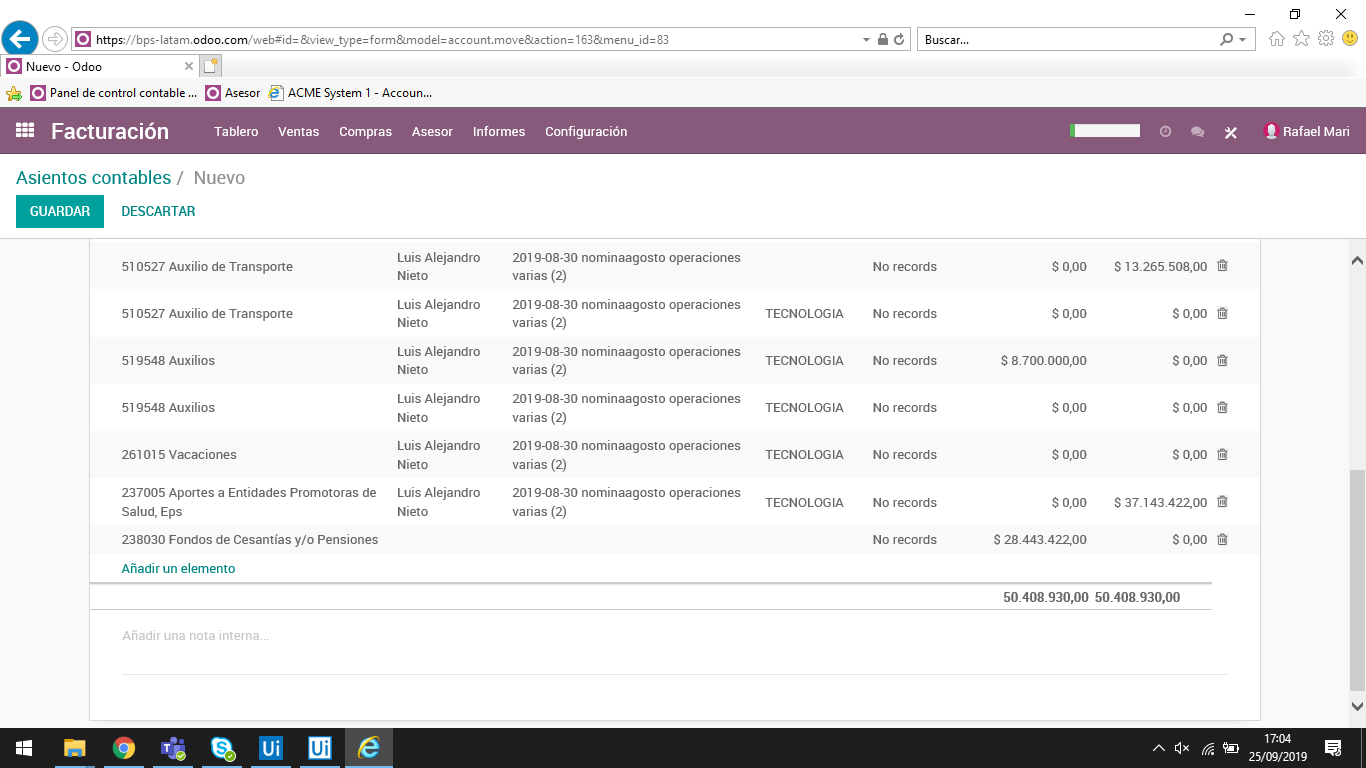 https://bps-latam.odoo.com/web#id=&view_type=form&model=account.move&action=163&menu_id=83
Buscar...
Nuevo - Odoo
Panel de control contable ...
Asesor
ACME System 1 - Accoun...
Facturación
Tablero
Ventas
Compras
Asesor
Informes
Configuración
Rafael Mari
Asientos contables / Nuevo
GUARDAR
DESCARTAR
510527 Auxilio de Transporte
Luis Alejandro
Nieto
2019-08-30 nominaagosto operaciones
varias (2)
No records
$ 0,00
$ 13.265.508,00
510527 Auxilio de Transporte
Luis Alejandro
Nieto
2019-08-30 nominaagosto operaciones
varias (2)
TECNOLOGIA
No records
$ 0,00
$ 0,00
519548 Auxilios
Luis Alejandro
Nieto
2019-08-30 nominaagosto operaciones
varias (2)
TECNOLOGIA
No records
$ 8.700.000,00
$ 0,00
519548 Auxilios
Luis Alejandro
Nieto
2019-08-30 nominaagosto operaciones
varias (2)
TECNOLOGIA
No records
$ 0,00
$ 0,00
261015 Vacaciones
Luis Alejandro
Nieto
2019-08-30 nominaagosto operaciones
varias (2)
TECNOLOGIA
No records
$ 0,00
$ 0,00
237005 Aportes a Entidades Promotoras de
Salud, Eps
Luis Alejandro
Nieto
2019-08-30 nominaagosto operaciones
varias (2)
TECNOLOGIA
No records
$ 0,00
$ 37.143.422,00
238030 Fondos de Cesantías y/o Pensiones
No records
$ 28.443.422,00
$ 0,00
Añadir un elemento
50.408.930,00 50.408.930,00
Añadir una nota interna...
Ui
Ui
17:04
25/09/2019